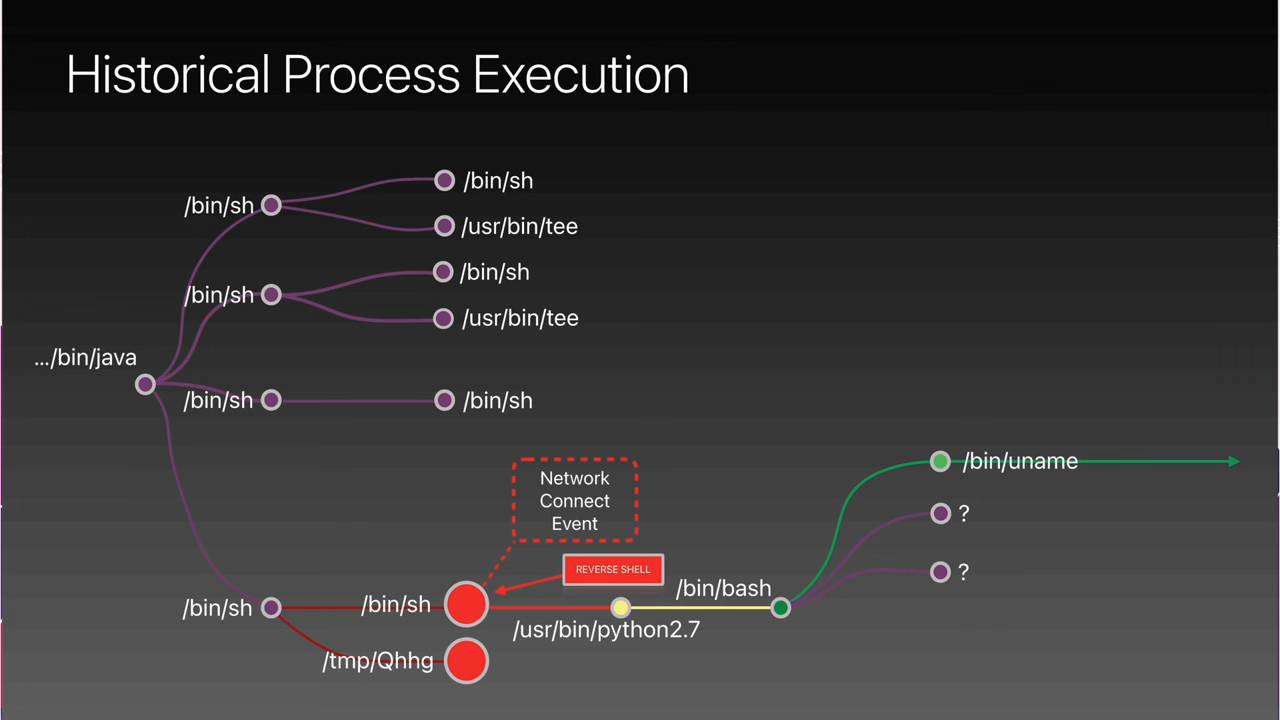 Historical Process Execution
/bin/sh
/bin/sh
/usr/bin/tee
/bin/sh
/bin/sh
/usr/bin/tee
.../bin/java
/bin/sh
/bin/sh
Network
Connect
Event
/bin/uname
?
REVERSE SHELL
?
/bin/bash
/bin/sh
/bin/sh
/usr/bin/python2.7
/tmp/Qhhg